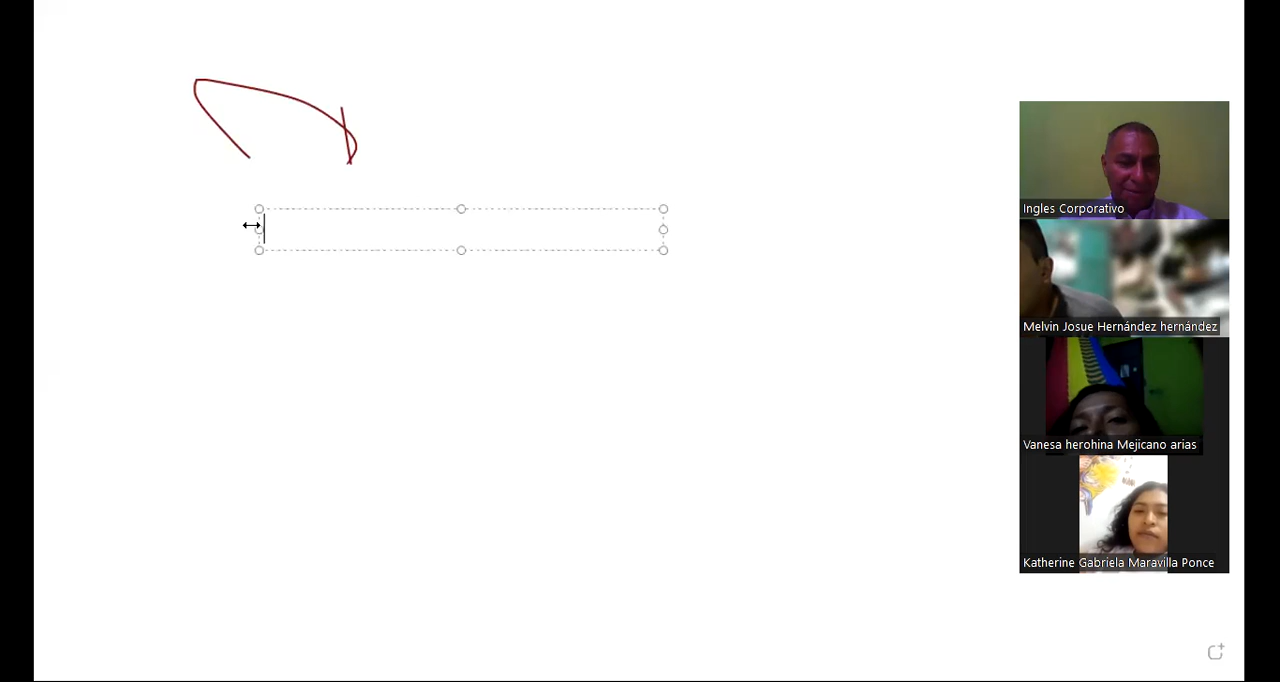 Ingles Corporativo
Melvin Josue Hernández hernández
Vanesa herohina Mejicano arias
Katherine Gabriela Maravilla Ponce